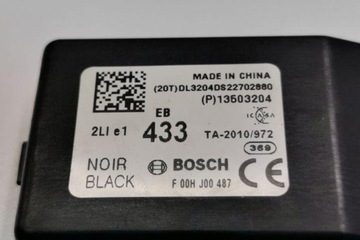 MADE IN CHINA
(20T)DL3204DS22702880
(P)13503204
EB
2LI e1 433 TA-2010/972
ICASA
369
NOIR
BLACK
BOSCH
F 00H J00 487
CE